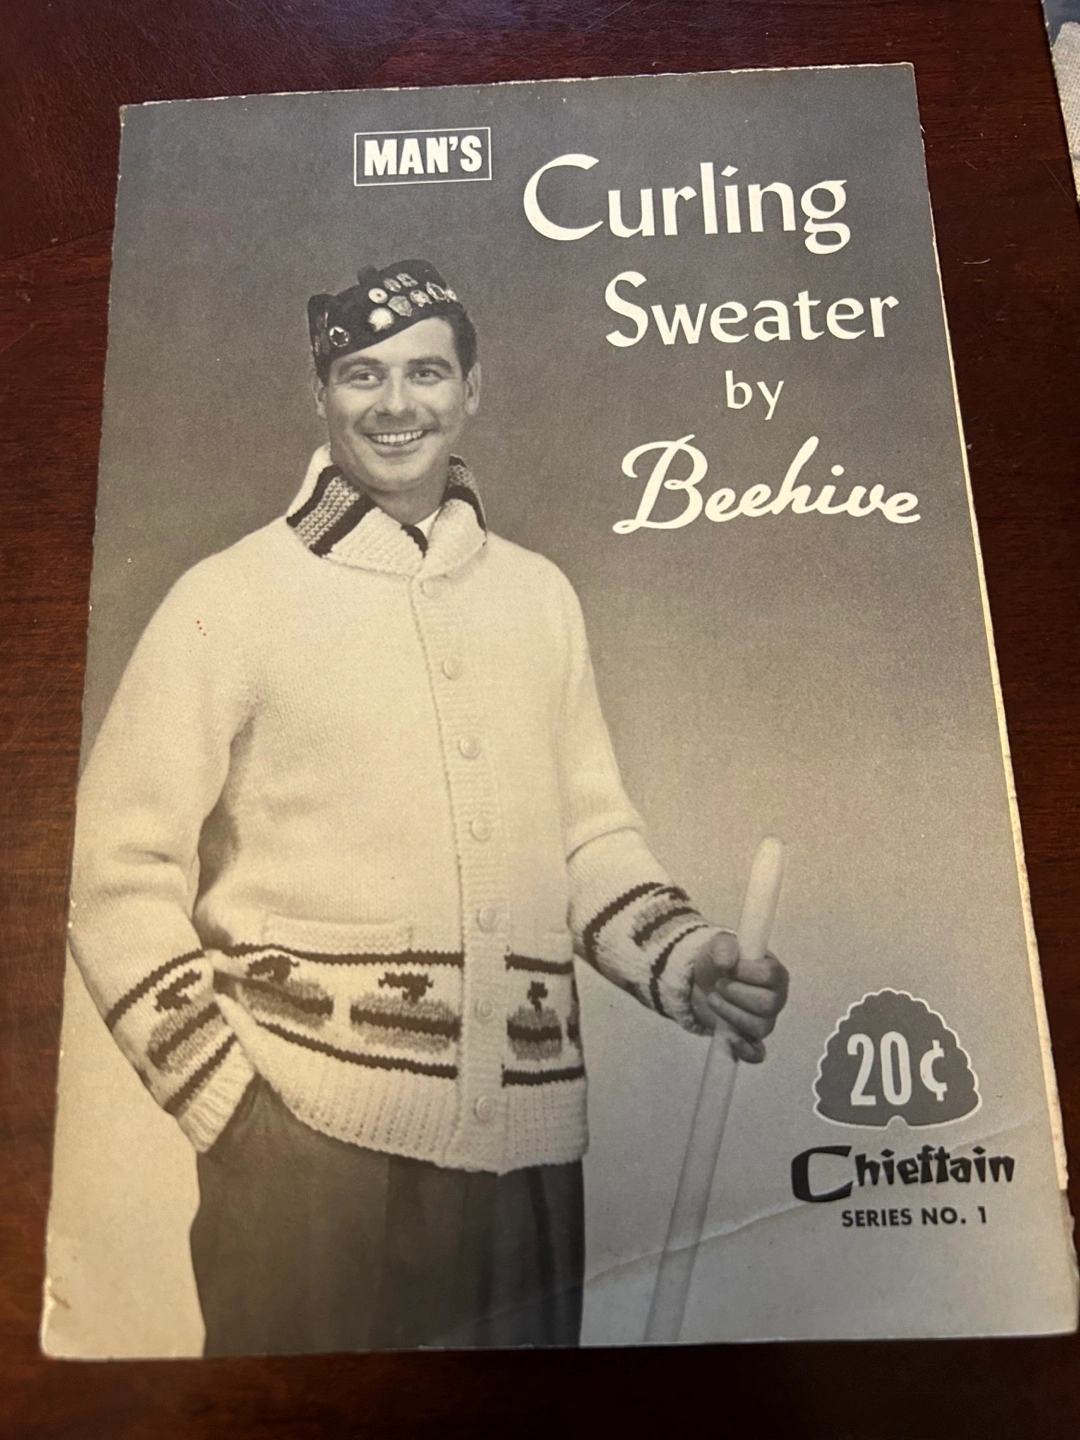 MAN'S
Curling
Sweater
by
Beehive
20¢
Chieftain
SERIES NO. 1